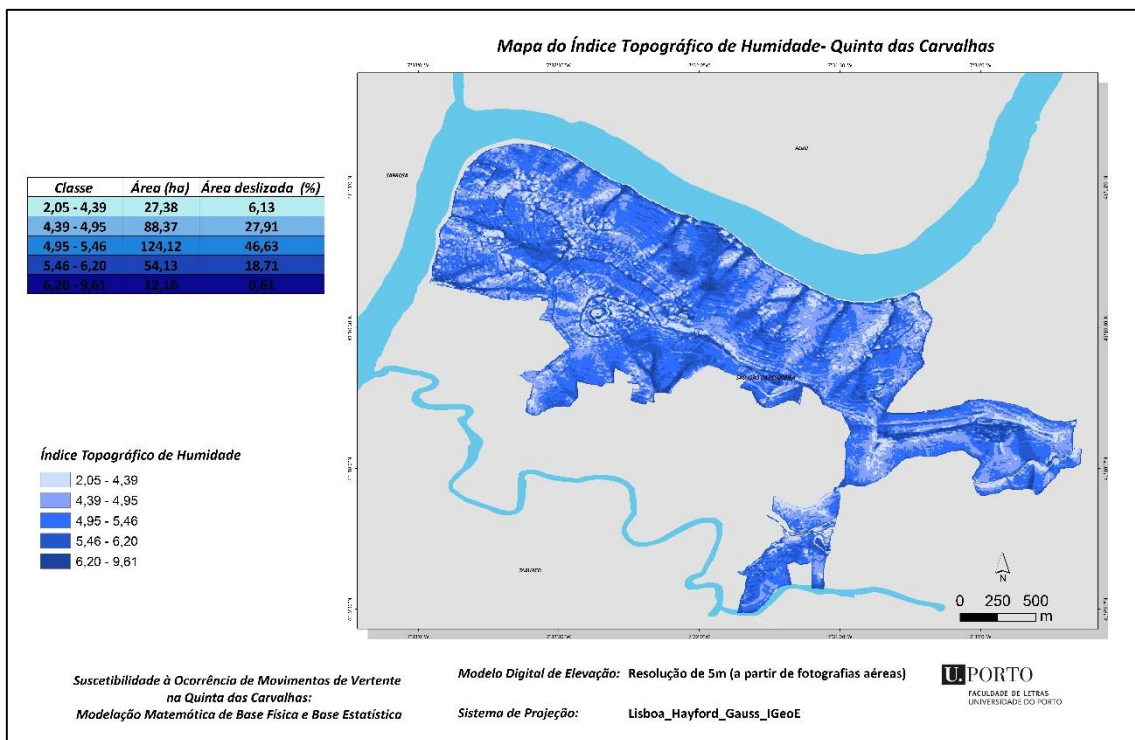 Mapa do Índice Topográfico de Humidade- Quinta das Carvalhas
SABROSA
ALIJÓ
Classe Área (ha) Área deslizada (%)
2,05 - 4,39 27,38 6,13
4,39 - 4,95 88,37 27,91
4,95 - 5,46 124,12 46,63
5,46 - 6,20 54,13 18,71
6,20 - 9,61 12,16 0,61
SÃO JOÃO DA PESQUEIRA
Índice Topográfico de Humidade
2,05 - 4,39
4,39 - 4,95
4,95 - 5,46
5,46 - 6,20
6,20 - 9,61
N
0 250 500
m
Suscetibilidade à Ocorrência de Movimentos de Vertente
na Quinta das Carvalhas:
Modelação Matemática de Base Física e Base Estatística
Modelo Digital de Elevação: Resolução de 5m (a partir de fotografias aéreas)
Sistema de Projeção: Lisboa_Hayford_Gauss_IGeoE
U.PORTO
FACULDADE DE LETRAS
UNIVERSIDADE DO PORTO